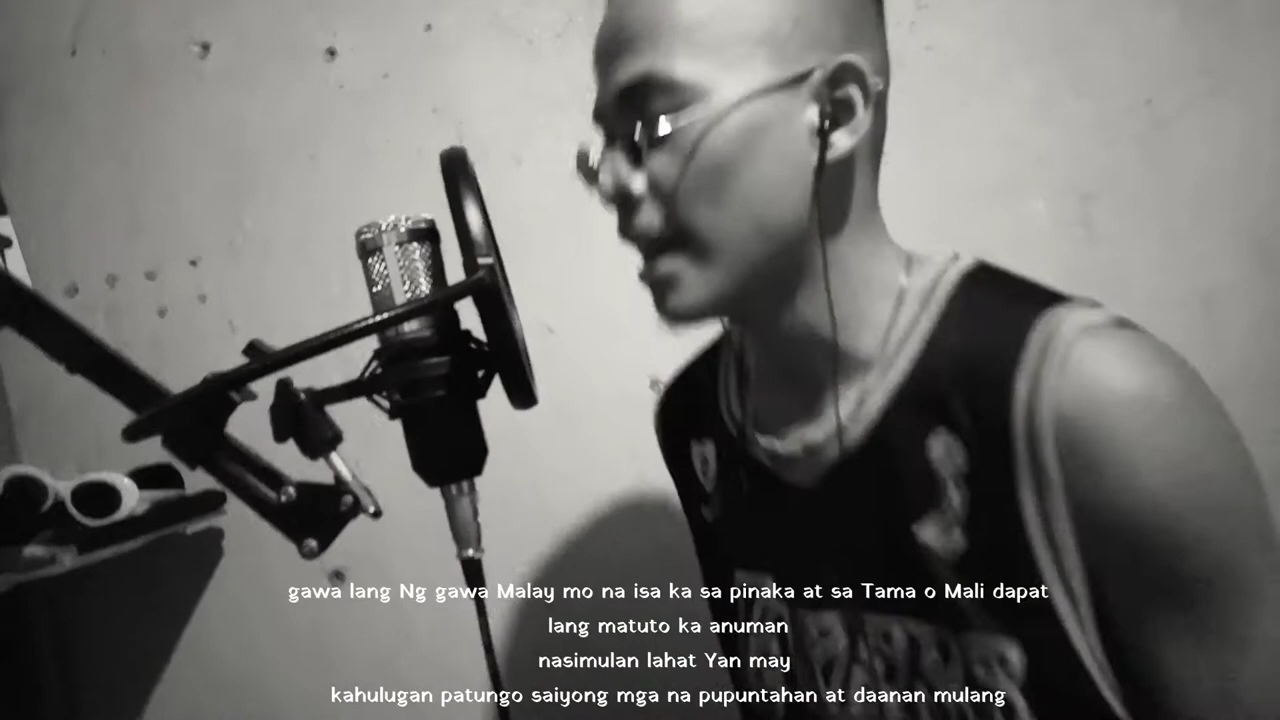 gawa lang Ng gawa Malay mo na isa ka sa pinaka at sa Tama o Mali dapat
lang matuto ka anuman
nasimulan lahat Yan may
kahulugan patungo saiyong mga na pupuntahan at daanan mulang